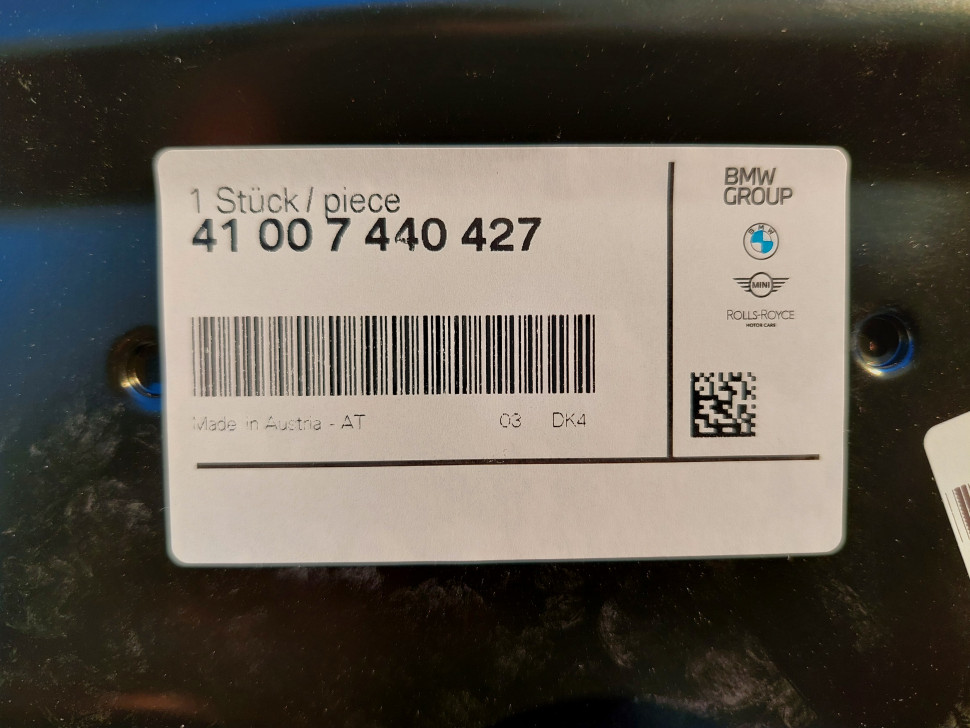 1 Stück / piece
41 00 7 440 427
Made in Austria - AT 03 DK4
BMW
GROUP
BMW
MINI
ROLLS-ROYCE
MOTOR CARS